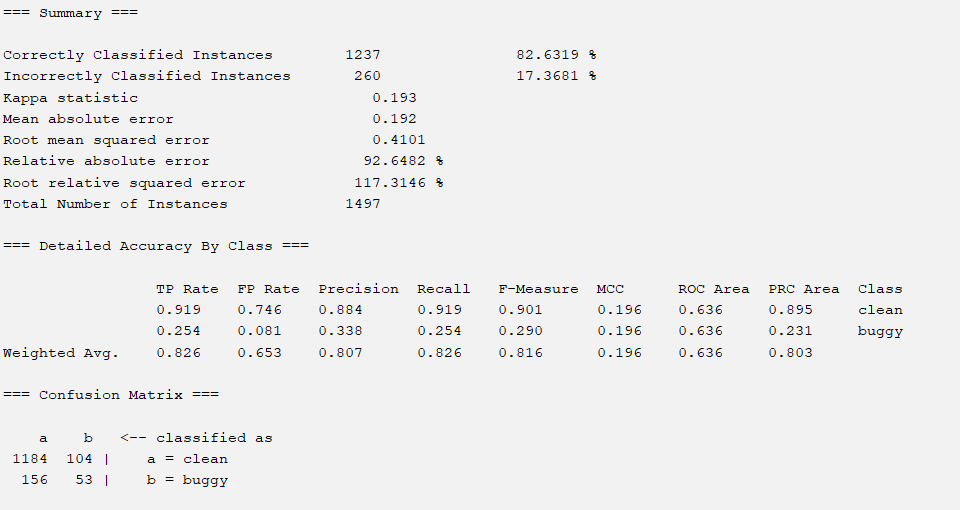 === Summary ===
Correctly Classified Instances 1237 82.6319 %
Incorrectly Classified Instances 260 17.3681 %
Kappa statistic 0.193
Mean absolute error 0.192
Root mean squared error 0.4101
Relative absolute error 92.6482 %
Root relative squared error 117.3146 %
Total Number of Instances 1497
=== Detailed Accuracy By Class ===
TP Rate FP Rate Precision Recall F-Measure MCC ROC Area PRC Area Class
0.919 0.746 0.884 0.919 0.901 0.196 0.636 0.895 clean
0.254 0.081 0.338 0.254 0.290 0.196 0.636 0.231 buggy
Weighted Avg. 0.826 0.653 0.807 0.826 0.816 0.196 0.636 0.803
=== Confusion Matrix ===
a b <-- classified as
1184 104 | a = clean
156 53 | b = buggy